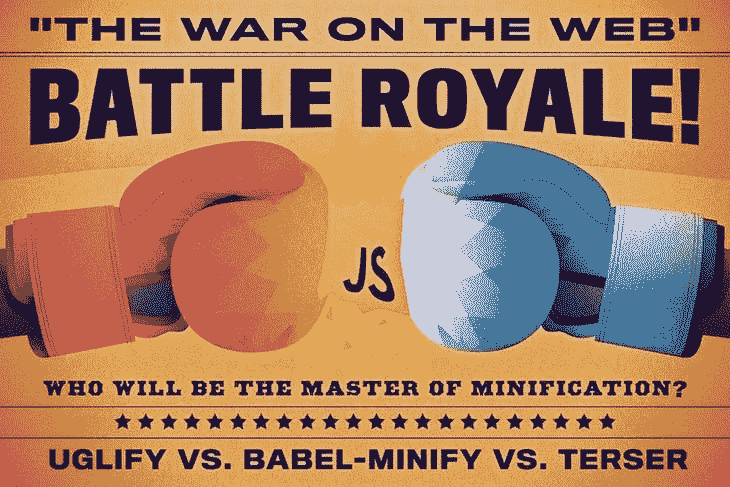 "THE WAR ON THE WEB"
BATTLE ROYALE!
JS
WHO WILL BE THE MASTER OF MINIFICATION?
UGLIFY VS. BABEL-MINIFY VS. TERSER